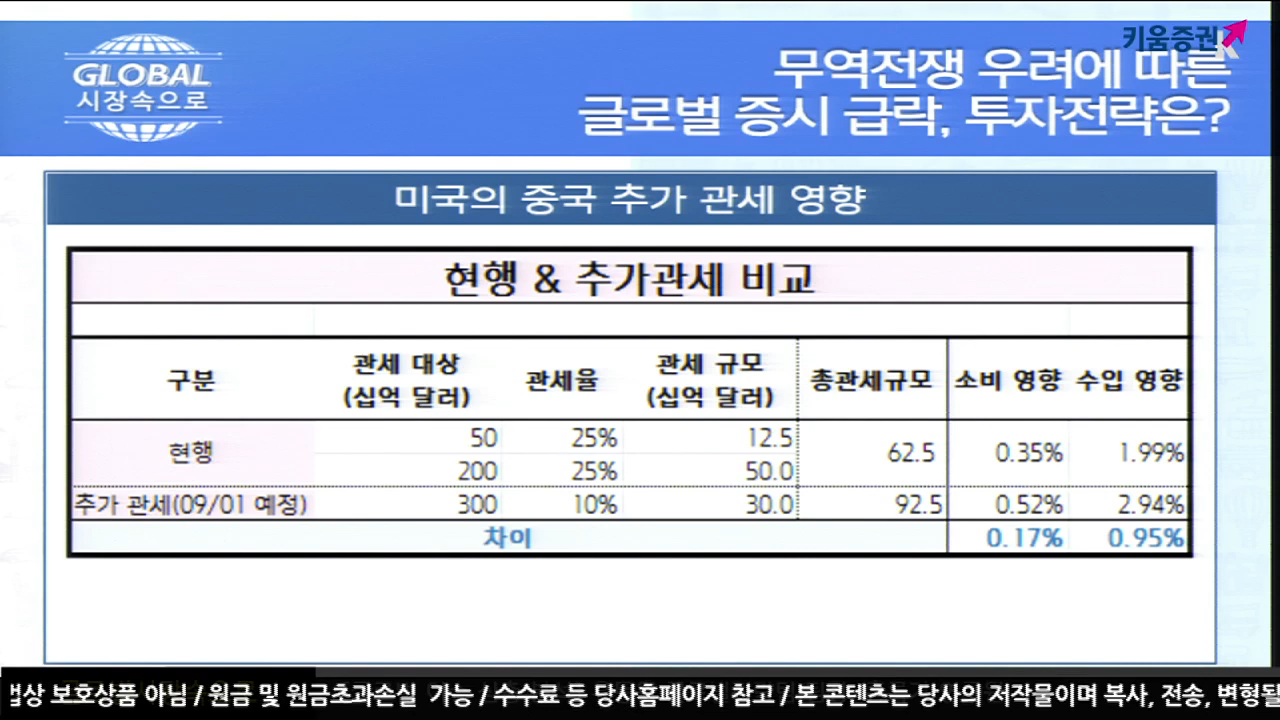 키움증권
GLOBAL
시장속으로
무역전쟁 우려에 따른
글로벌 증시 급락, 투자전략은?
미국의 중국 추가 관세 영향
현행 & 추가관세 비교
구분 관세 대상 (십억 달러) 관세율 관세 규모 (십억 달러) 총관세규모 소비 영향 수입 영향
현행 50 25% 12.5 62.5 0.35% 1.99%
200 25% 50.0
추가 관세(09/01 예정) 300 10% 30.0 92.5 0.52% 2.94%
차이 0.17% 0.95%
보호상품 아님 / 원금 및 원금초과손실 가능 / 수수료 등 당사홈페이지 참고 / 본 콘텐츠는 당사의 저작물이며 복사, 전송, 변형될